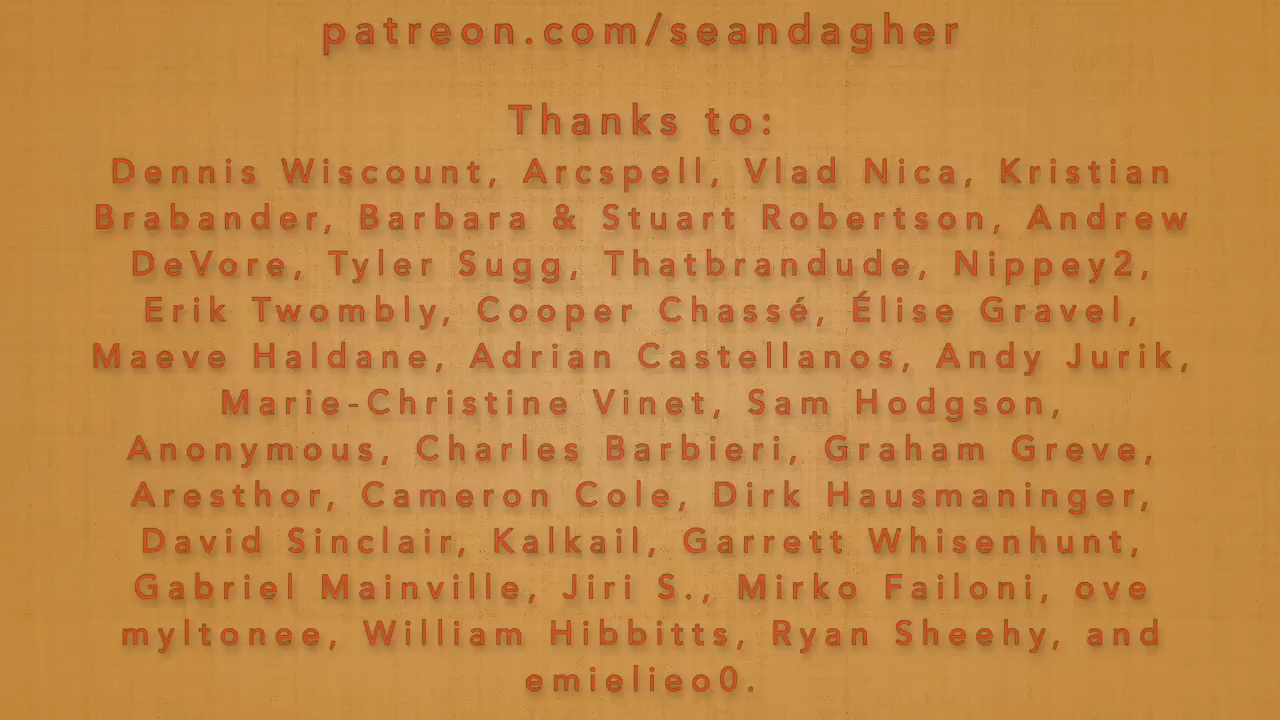 patreon.com/seandagher
Thanks to:
Dennis Wiscount, Arcspell, Vlad Nica, Kristian
Brabander, Barbara & Stuart Robertson, Andrew
DeVore, Tyler Sugg, Thatbrandude, Nippey2,
Erik Twombly, Cooper Chassé, Élise Gravel,
Maeve Haldane, Adrian Castellanos, Andy Jurik,
Marie-Christine Vinet, Sam Hodgson,
Anonymous, Charles Barbieri, Graham Greve,
Aresthor, Cameron Cole, Dirk Hausmaninger,
David Sinclair, Kalkail, Garrett Whisenhunt,
Gabriel Mainville, Jiri S., Mirko Failoni, ove
myltonee, William Hibbitts, Ryan Sheehy, and
emielieo0.